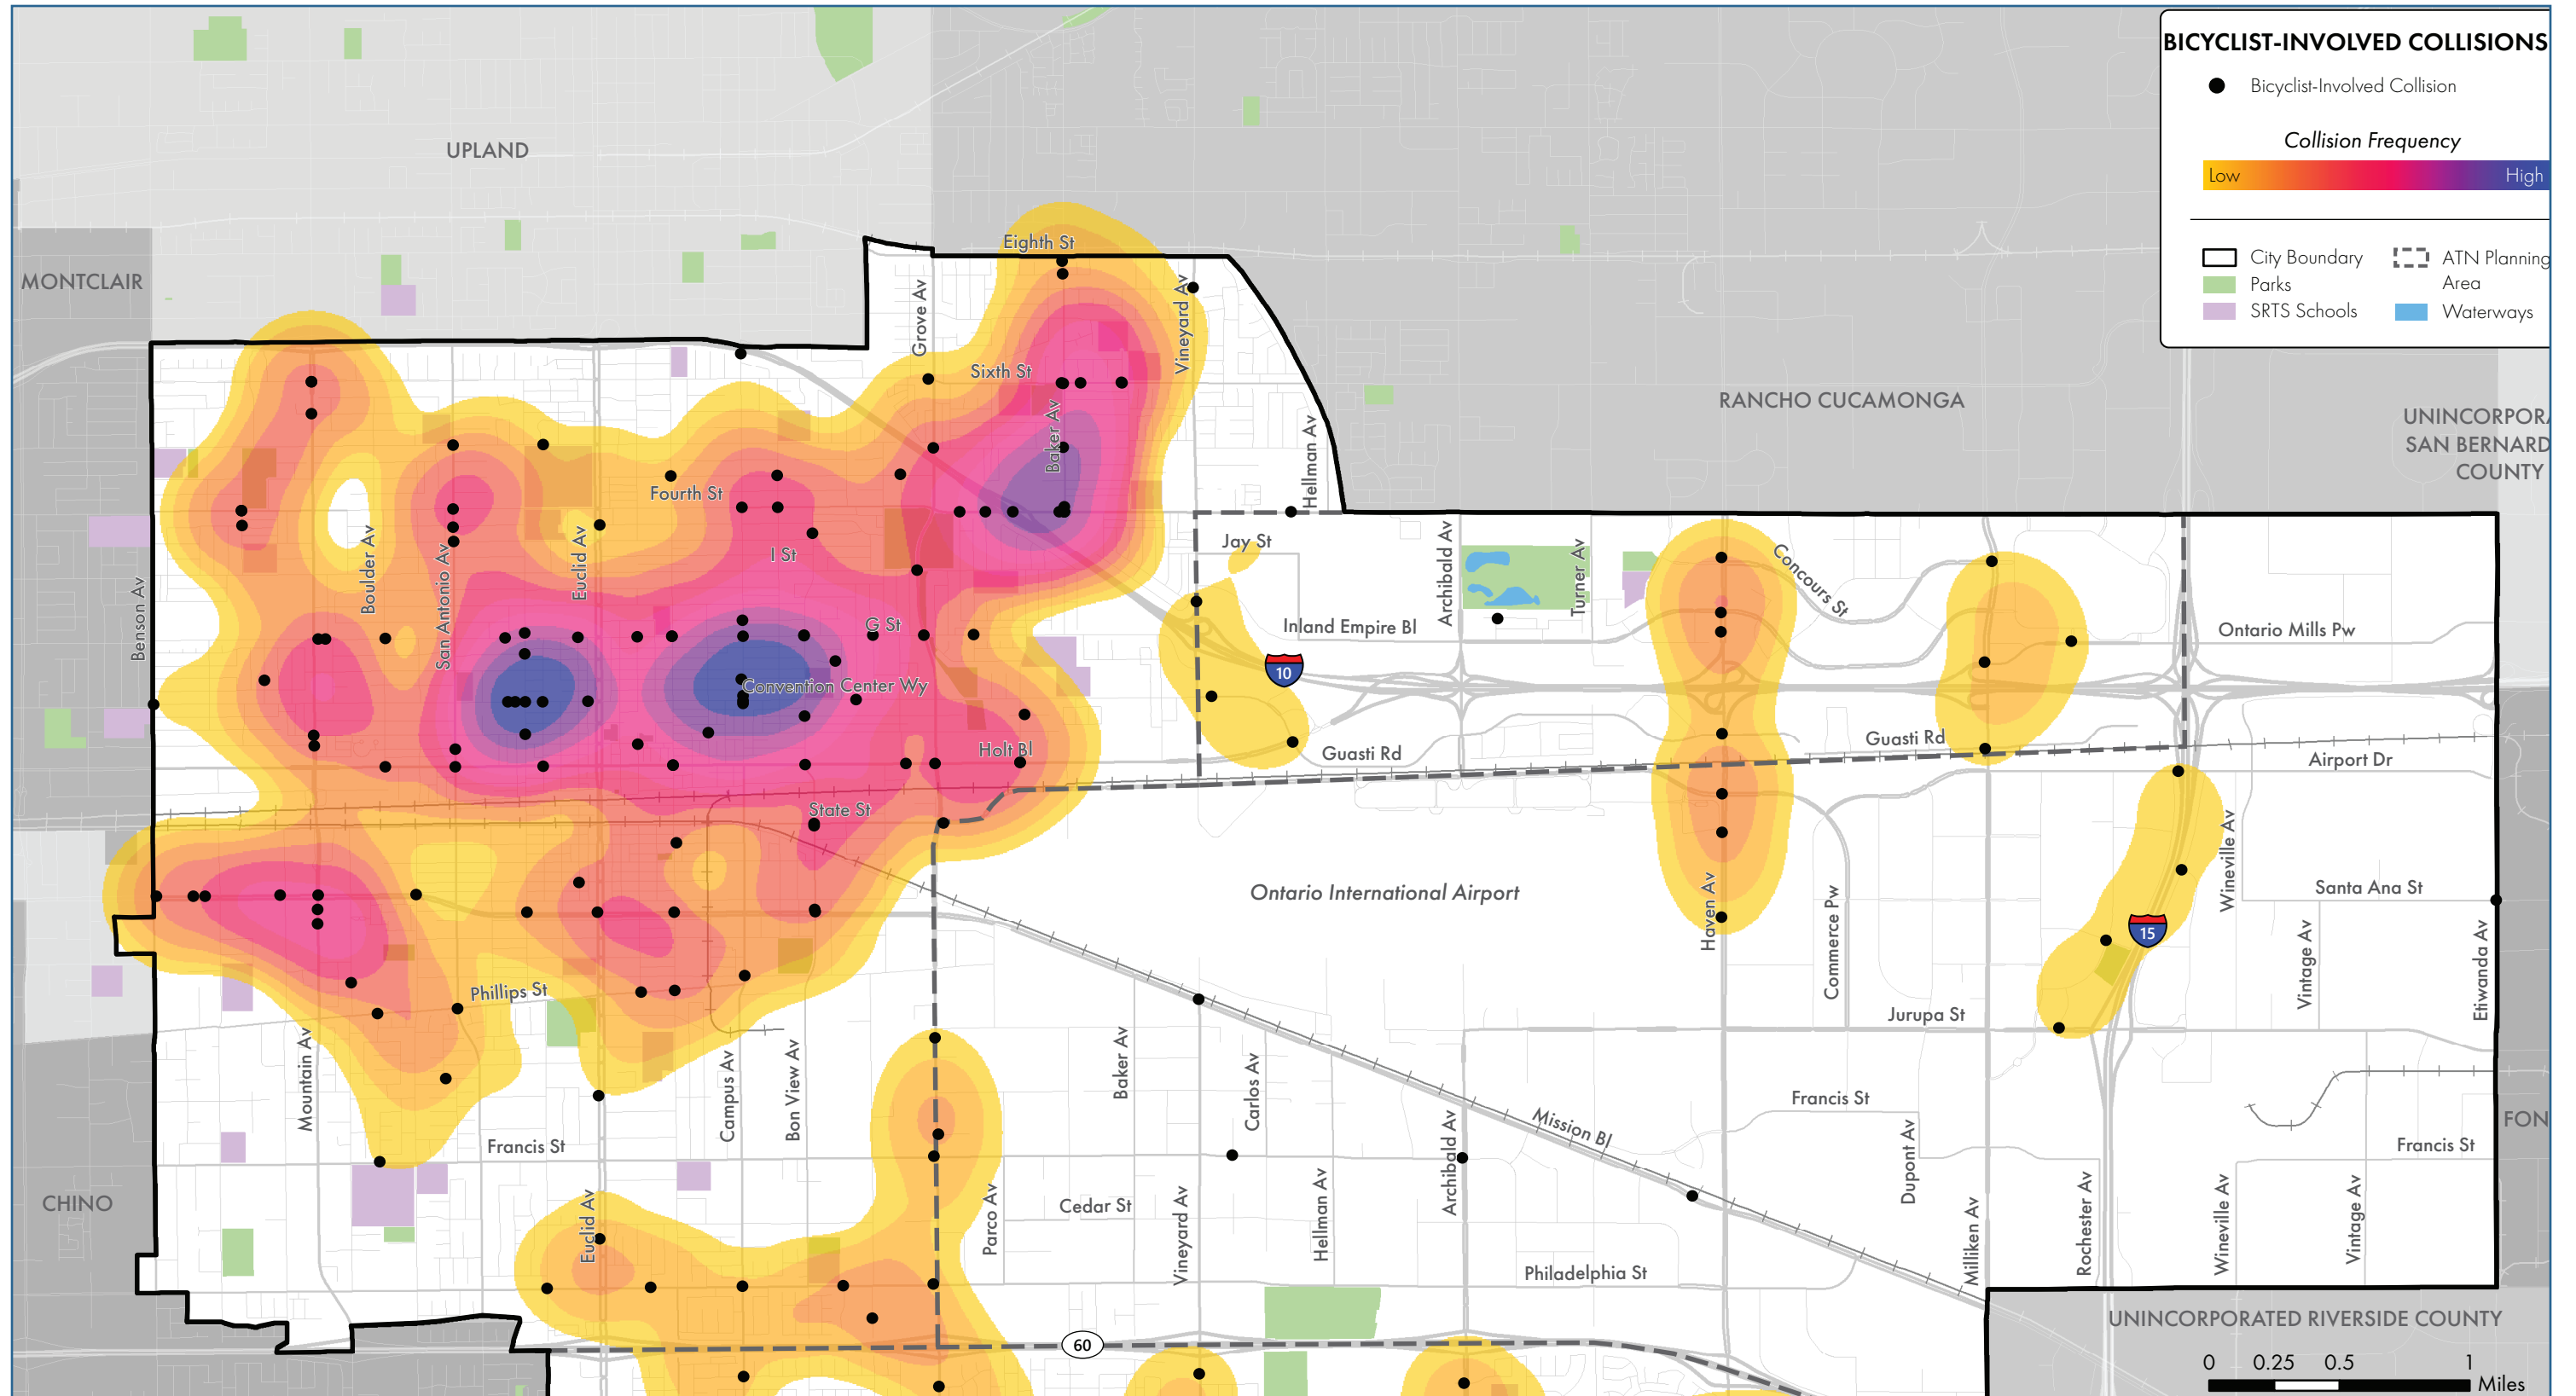 BICYCLIST-INVOLVED COLLISIONS
Bicyclist-Involved Collision
Collision Frequency
Low
High
City Boundary
Parks
SRTS Schools
ATN Planning
Area
Waterways
UPLAND
MONTCLAIR
Eighth St
Grove Av
Vineyard Av
Sixth St
Baker Av
Hellman Av
RANCHO CUCAMONGA
UNINCORPORA
SAN BERNARD
COUNTY
Fourth St
I St
Boulder Av
San Antonio Av
Euclid Av
Benson Av
Jay St
Archibald Av
Turner Av
Concours St
G St
Inland Empire Bl
Ontario Mills Pw
10
Convention Center Wy
Holt Bl
Guasti Rd
Guasti Rd
Airport Dr
State St
Ontario International Airport
Haven Av
Commerce Pw
15
Wineville Av
Santa Ana St
Vintage Av
Etiwanda Av
Phillips St
Jurupa St
Mountain Av
Campus Av
Bon View Av
Baker Av
Carlos Av
Archibald Av
Mission Bl
Francis St
Dupont Av
FON
Francis St
Francis St
CHINO
Euclid Av
Parco Av
Cedar St
Vineyard Av
Hellman Av
Philadelphia St
Milliken Av
Rochester Av
Wineville Av
Vintage Av
60
UNINCORPORATED RIVERSIDE COUNTY
0 0.25 0.5 1
Miles